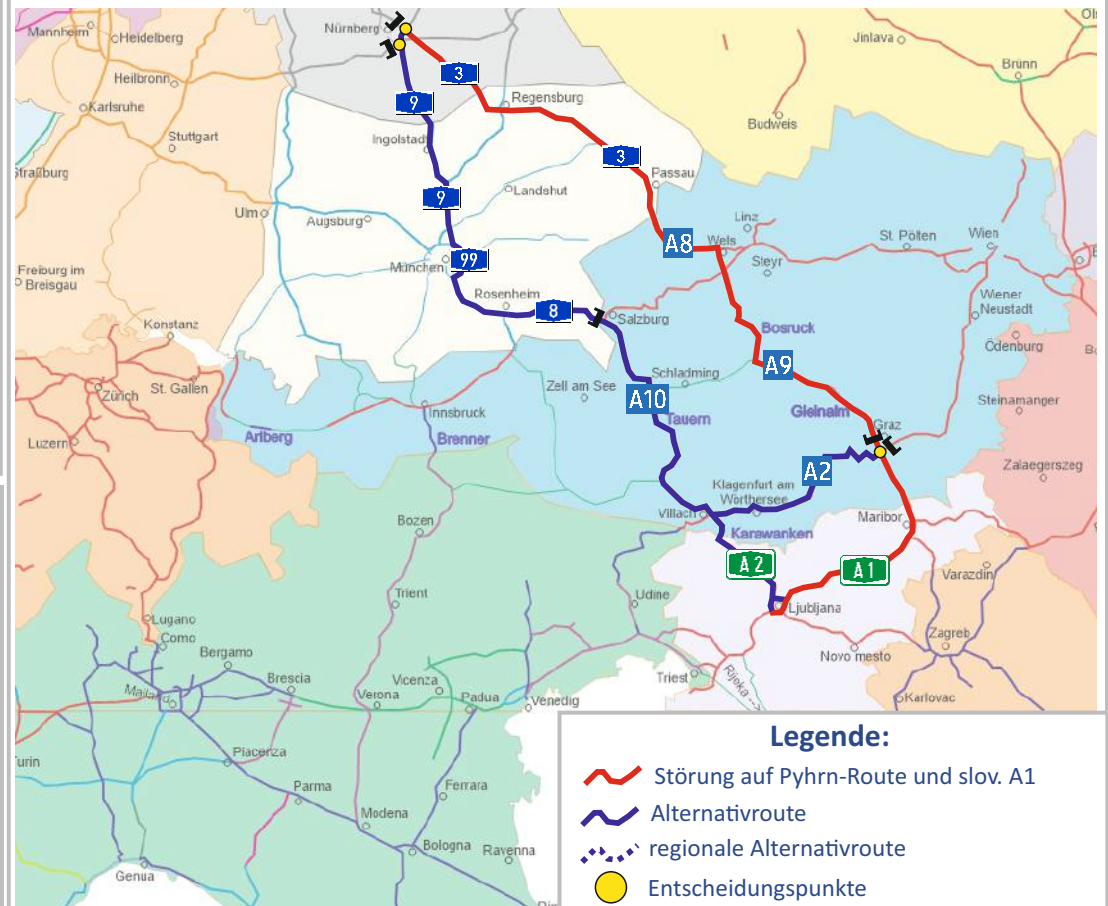 Mannheim
Heidelberg
Nürnberg
Jinlava
Brünn
Heilbronn
3
Karlsruhe
9
Regensburg
Budweis
Stuttgart
Ingolstadt
3
Passau
Landshut
9
Ulm
Augsburg
Linz
A8
Wels
St. Pölten
Wien
Steyr
99
München
Freiburg im
Breisgau
Rosenheim
8
Salzburg
Wiener
Neustadt
Konstanz
Bosruck
Ödenburg
A9
Schladming
Zürich
St. Gallen
Zell am See
A10
Steinamanger
Innsbruck
Tauern
Gleinalm
Graz
Luzern
Arlberg
Brenner
Zalaegerszeg
A2
Klagenfurt am
Wörthersee
Villach
Maribor
Bozen
Karawanken
A2
A1
Varazdin
Trient
Udine
Ljubljana
Lugano
Como
Zagreb
Bergamo
Novo mesto
Brescia
Vicenza
Triest
Rijeka --->
Mailand
Verona
Padua
Venedig
Karlovac
Piacenza
Parma
Ferrara
Modena
Bologna
Ravenna
Genua
Legende:
Störung auf Pyhrn-Route und slov. A1
Alternativroute
regionale Alternativroute
Entscheidungspunkte